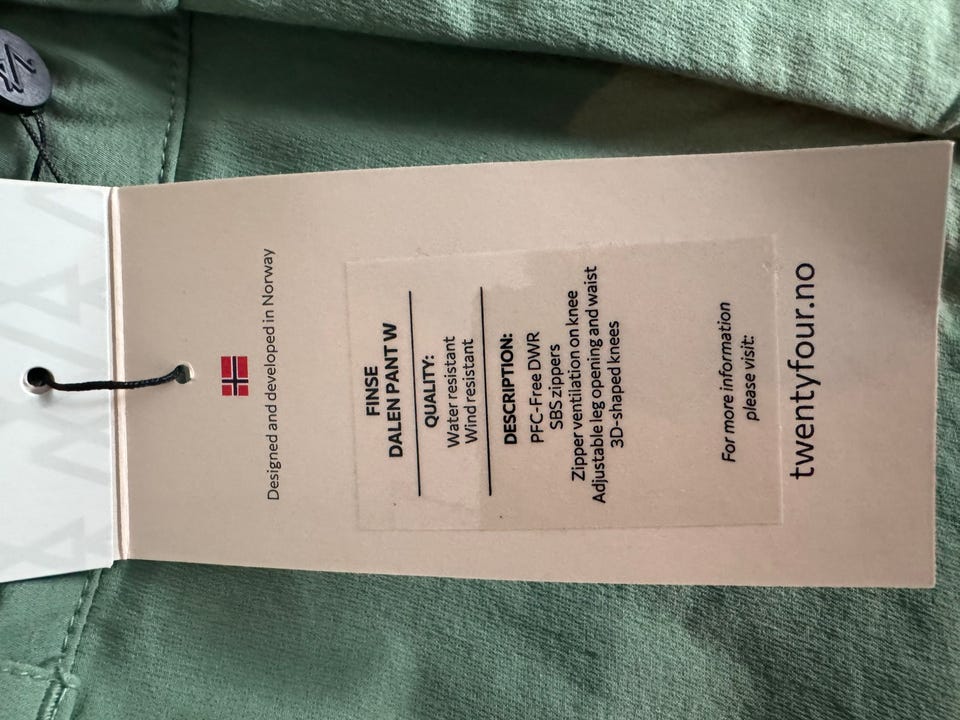 Designed and developed in Norway
FINSE
DALEN PANT W
QUALITY:
Water resistant
Wind resistant
DESCRIPTION:
PFC-Free DWR
SBS zippers
Zipper ventilation on knee
Adjustable leg opening and waist
3D-shaped knees
For more information
please visit:
twentyfour.no